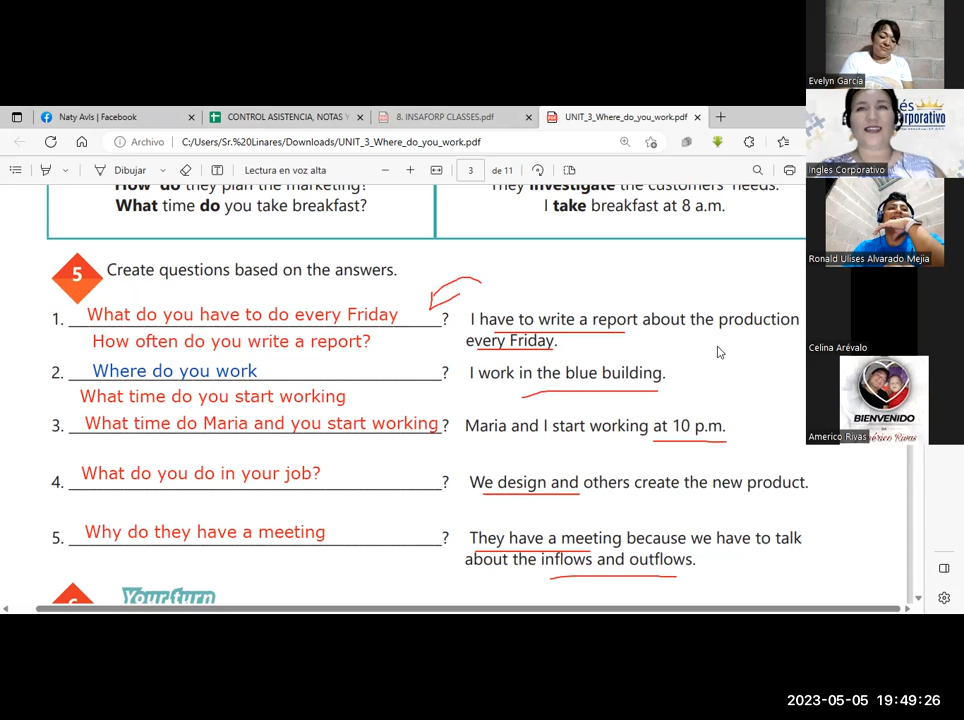 Evelyn García
és
Corporativo
Ingles Corporativo
Naty Avls | Facebook
CONTROL ASISTENCIA, NOTAS Y
8. INSAFORP CLASSES.pdf
UNIT_3_Where_do_you_work.pdf
Archivo
C:/Users/Sr.%20Linares/Downloads/UNIT_3_Where_do_you_work.pdf
Dibujar
Lectura en voz alta
3
de 11
How do they plan the marketing?
They investigate the customers' needs.
What time do you take breakfast?
I take breakfast at 8 a.m.
Ronald Ulises Alvarado Mejia
5 Create questions based on the answers.
1. What do you have to do every Friday ? I have to write a report about the production
How often do you write a report? every Friday.
Celina Arévalo
2. Where do you work ? I work in the blue building.
What time do you start working
3. What time do Maria and you start working ? Maria and I start working at 10 p.m.
BIENVENIDO
Américo Rivas
Americo Rivas
4. What do you do in your job? ? We design and others create the new product.
5. Why do they have a meeting ? They have a meeting because we have to talk
about the inflows and outflows.
6 Your turn
2023-05-05 19:49:26